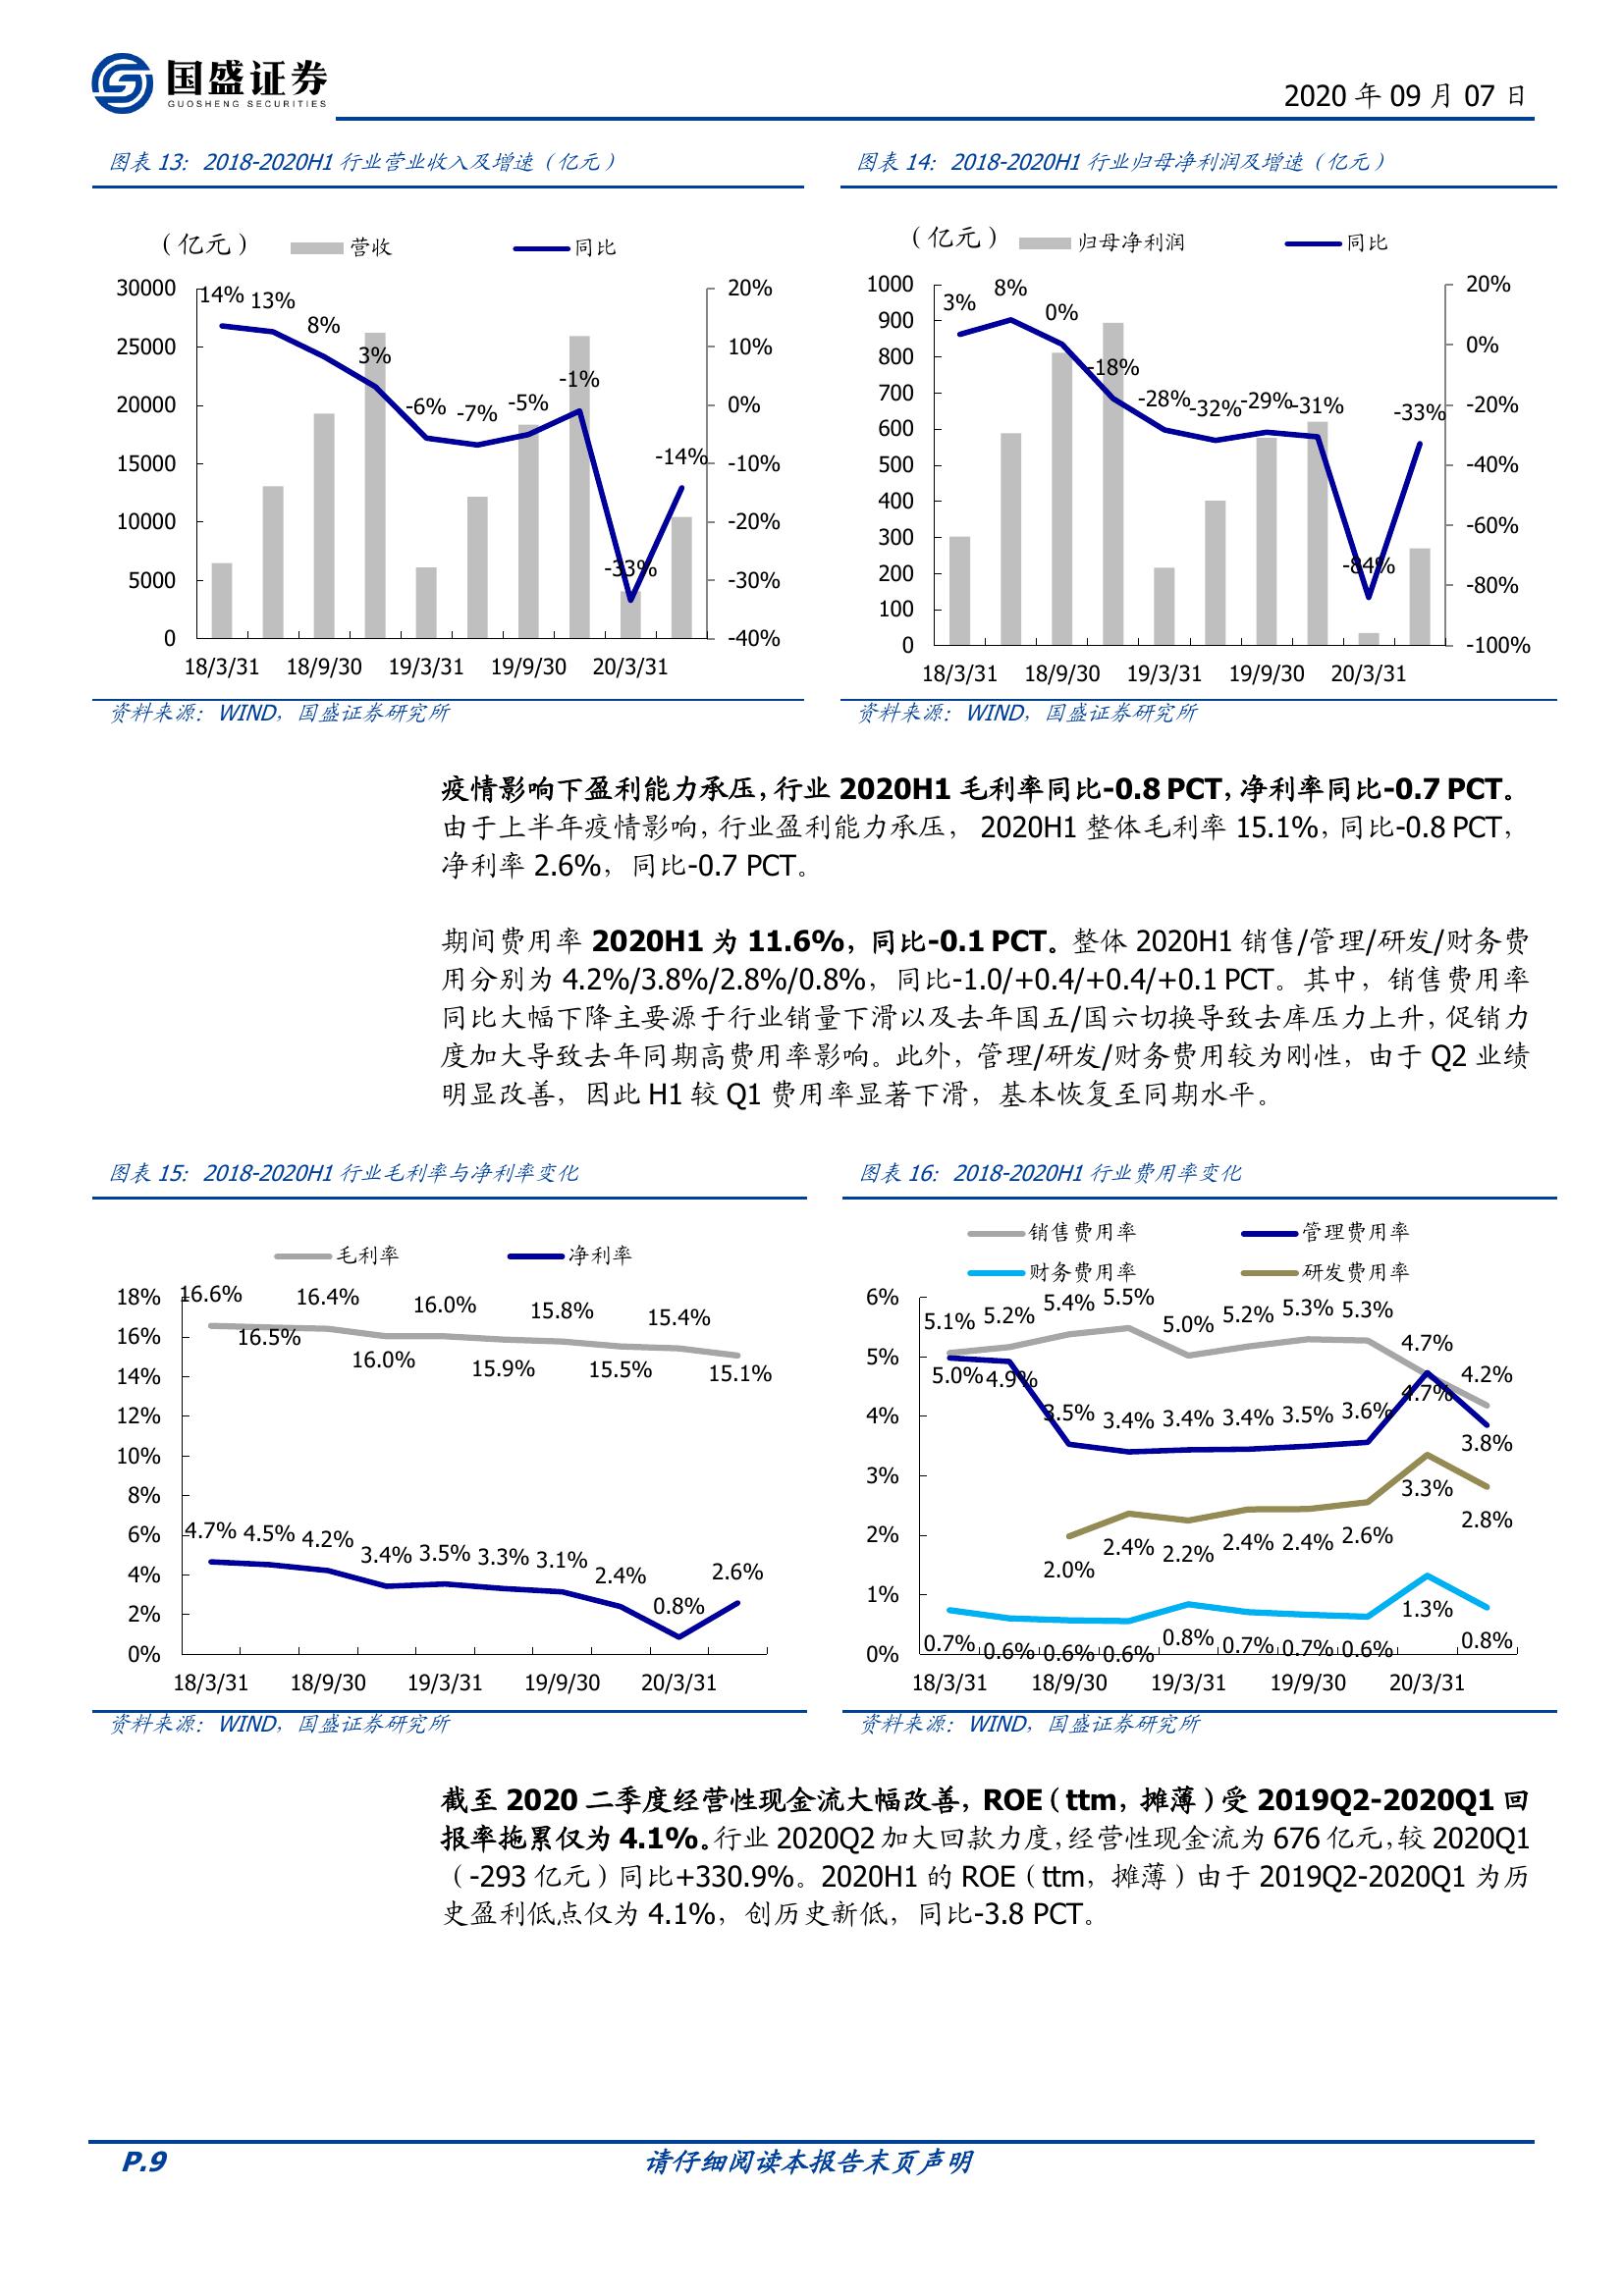 国盛证券
GUOSHENG SECURITIES
2020 年 09 月 07 日
图表 13：2018-2020H1 行业营业收入及增速（亿元）
（亿元） 营收 同比
30000 25000 20000 15000 10000 5000 0
14% 13% 8% 3% -6% -7% -5% -1% -33% -14%
20% 10% 0% -10% -20% -30% -40%
18/3/31 18/9/30 19/3/31 19/9/30 20/3/31
资料来源：WIND，国盛证券研究所
图表 14：2018-2020H1 行业归母净利润及增速（亿元）
（亿元） 归母净利润 同比
1000 900 800 700 600 500 400 300 200 100 0
3% 8% 0% -18% -28% -32% -29% -31% -84% -33%
20% 0% -20% -40% -60% -80% -100%
18/3/31 18/9/30 19/3/31 19/9/30 20/3/31
资料来源：WIND，国盛证券研究所
疫情影响下盈利能力承压，行业 2020H1 毛利率同比-0.8 PCT，净利率同比-0.7 PCT。
由于上半年疫情影响，行业盈利能力承压， 2020H1 整体毛利率 15.1%，同比-0.8 PCT，
净利率 2.6%，同比-0.7 PCT。
期间费用率 2020H1 为 11.6%，同比-0.1 PCT。整体 2020H1 销售/管理/研发/财务费
用分别为 4.2%/3.8%/2.8%/0.8%，同比-1.0/+0.4/+0.4/+0.1 PCT。其中，销售费用率
同比大幅下降主要源于行业销量下滑以及去年国五/国六切换导致去库压力上升，促销力
度加大导致去年同期高费用率影响。此外，管理/研发/财务费用较为刚性，由于 Q2 业绩
明显改善，因此 H1 较 Q1 费用率显著下滑，基本恢复至同期水平。
图表 15：2018-2020H1 行业毛利率与净利率变化
毛利率 净利率
18% 16% 14% 12% 10% 8% 6% 4% 2% 0%
16.6% 16.5% 16.4% 16.0% 16.0% 15.9% 15.8% 15.5% 15.4% 15.1%
4.7% 4.5% 4.2% 3.4% 3.5% 3.3% 3.1% 2.4% 0.8% 2.6%
18/3/31 18/9/30 19/3/31 19/9/30 20/3/31
资料来源：WIND，国盛证券研究所
图表 16：2018-2020H1 行业费用率变化
销售费用率 管理费用率
财务费用率 研发费用率
6% 5% 4% 3% 2% 1% 0%
5.1% 5.2% 5.4% 5.5% 5.0% 5.2% 5.3% 5.3% 4.7% 4.2%
5.0% 4.9% 3.5% 3.4% 3.4% 3.4% 3.5% 3.6% 4.7% 3.8%
2.0% 2.4% 2.2% 2.4% 2.4% 2.6% 3.3% 2.8%
0.7% 0.6% 0.6% 0.6% 0.8% 0.7% 0.7% 0.6% 1.3% 0.8%
18/3/31 18/9/30 19/3/31 19/9/30 20/3/31
资料来源：WIND，国盛证券研究所
截至 2020 二季度经营性现金流大幅改善，ROE（ttm，摊薄）受 2019Q2-2020Q1 回
报率拖累仅为 4.1%。行业 2020Q2 加大回款力度，经营性现金流为 676 亿元，较 2020Q1
（-293 亿元）同比+330.9%。2020H1 的 ROE（ttm，摊薄）由于 2019Q2-2020Q1 为历
史盈利低点仅为 4.1%，创历史新低，同比-3.8 PCT。
P.9
请仔细阅读本报告末页声明